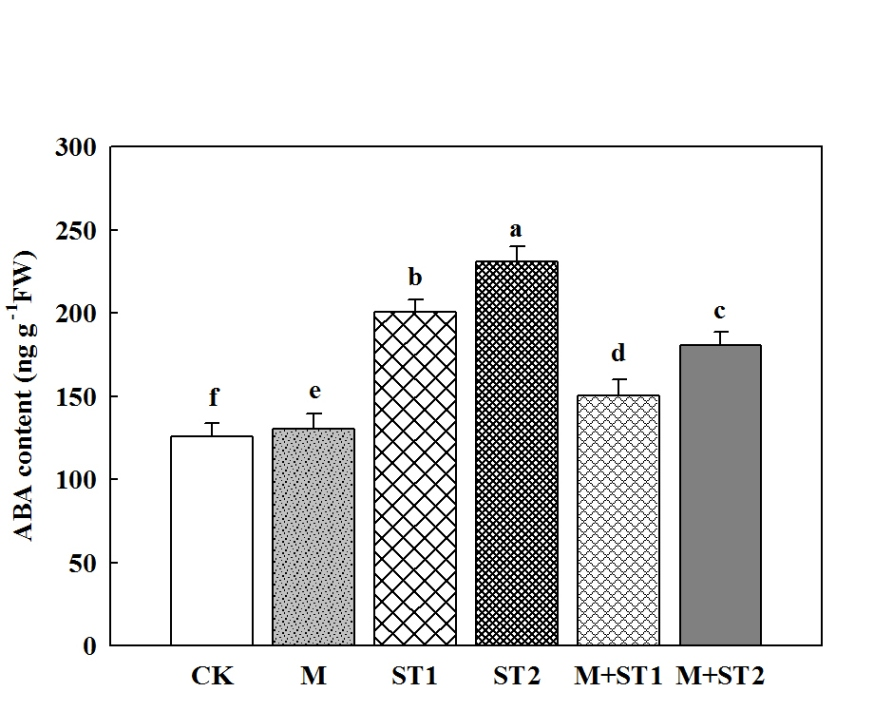 300
250
200
150
100
50
0
ABA content (ng g⁻¹FW)
a
b
c
d
f
e
CK M ST1 ST2 M+ST1 M+ST2